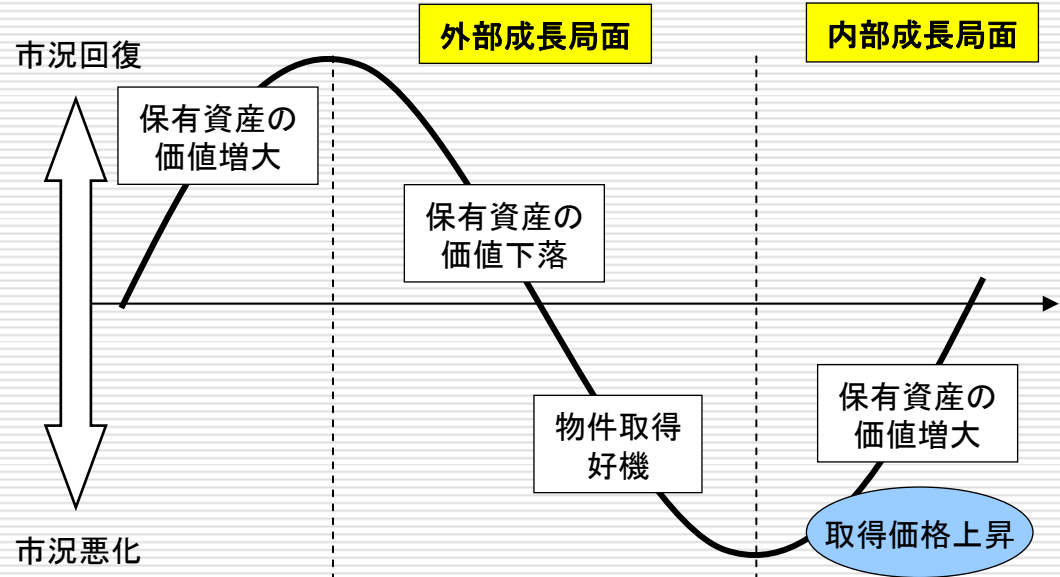 外部成長局面
内部成長局面
市況回復
保有資産の
価値増大
保有資産の
価値下落
物件取得
好機
保有資産の
価値増大
取得価格上昇
市況悪化